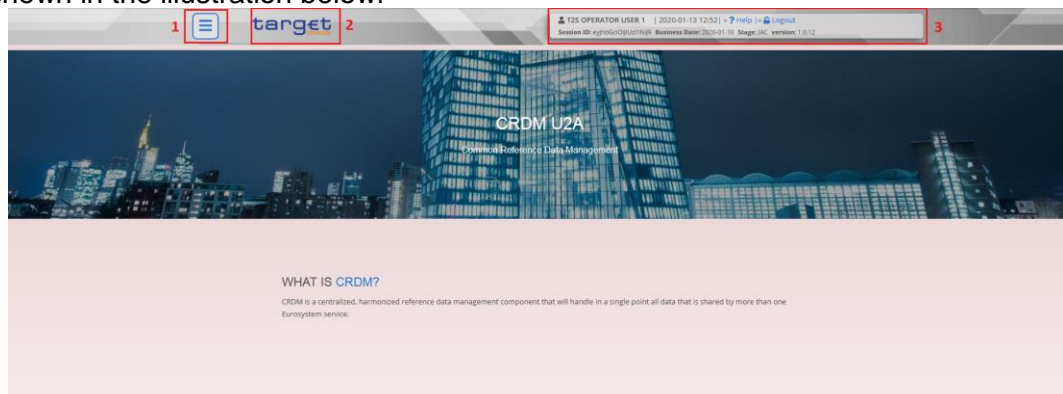 shown in the illustration below.
1
target
services
2
T2S OPERATOR USER 1 | 2020-01-13 12:52| » ? Help |» Logout
Business Date: 2020-01-10 Stage: IAC version: 1.0.12
Session ID:
3
CRDM U2A
Common Reference Data Management
WHAT IS CRDM?
CRDM is a centralized, harmonized reference data management component that will handle in a single point all data that is shared by more than one
Eurosystem service.